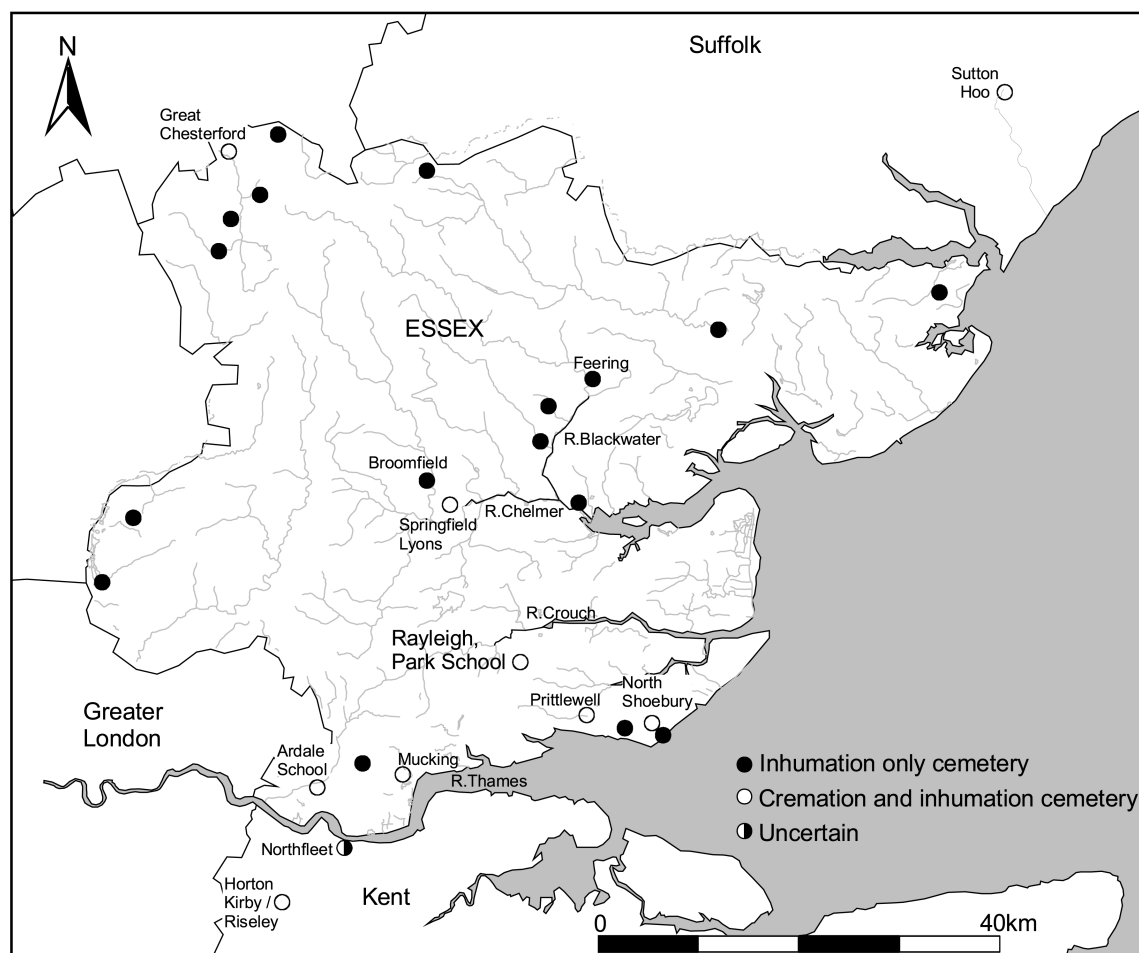 N
Suffolk
Sutton
Hoo
Great
Chesterford
ESSEX
Feering
R.Blackwater
Broomfield
R.Chelmer
Springfield
Lyons
R.Crouch
Rayleigh,
Park School
North
Shoebury
Prittlewell
Greater
London
Ardale
School
Mucking
R.Thames
Inhumation only cemetery
Cremation and inhumation cemetery
Uncertain
Northfleet
Horton
Kirby /
Riseley
Kent
0
40km